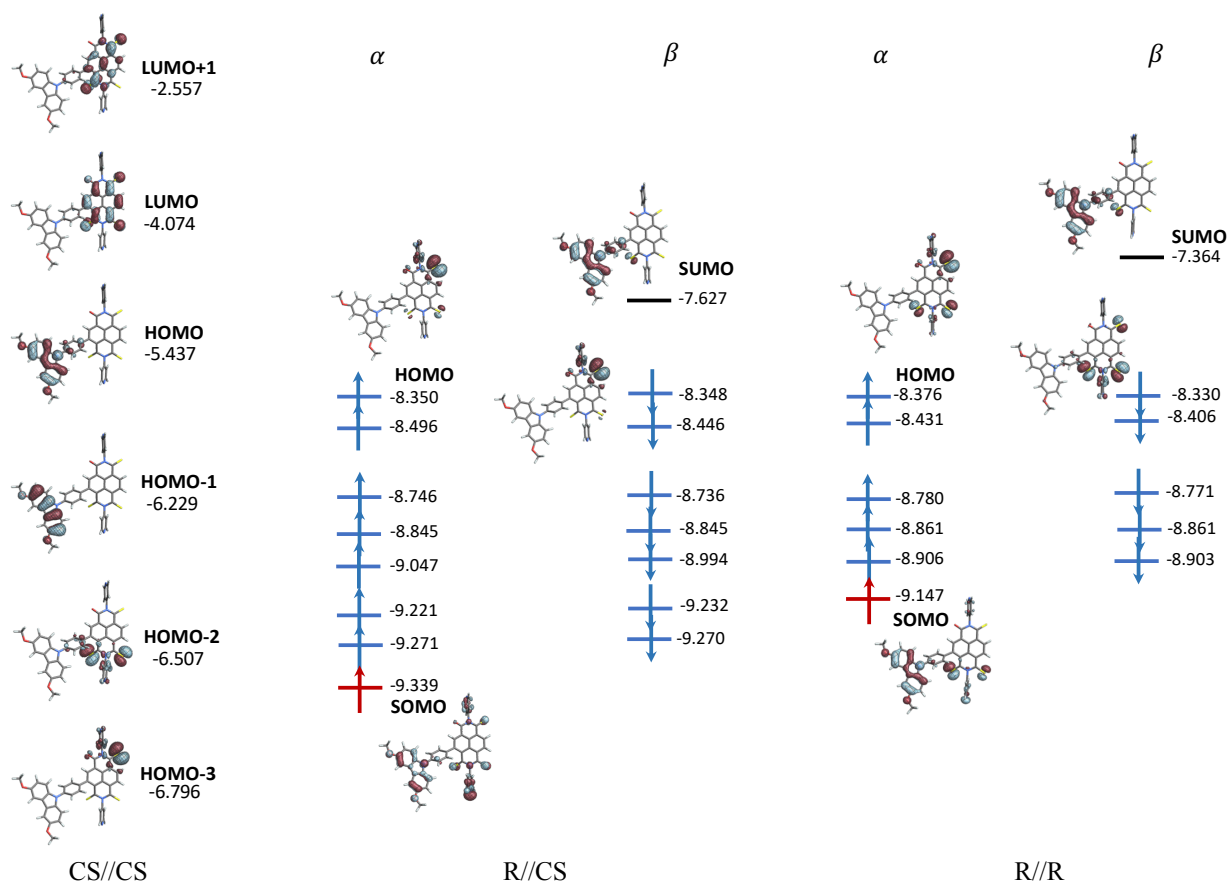 LUMO+1
-2.557
LUMO
-4.074
HOMO
-5.437
HOMO-1
-6.229
HOMO-2
-6.507
HOMO-3
-6.796
CS//CS
α
β
SUMO
-7.627
HOMO
-8.350
-8.496
-8.746
-8.845
-9.047
-9.221
-9.271
-9.339
SOMO
-8.348
-8.446
-8.736
-8.845
-8.994
-9.232
-9.270
R//CS
α
β
SUMO
-7.364
HOMO
-8.376
-8.431
-8.780
-8.861
-8.906
-9.147
SOMO
-8.330
-8.406
-8.771
-8.861
-8.903
R//R